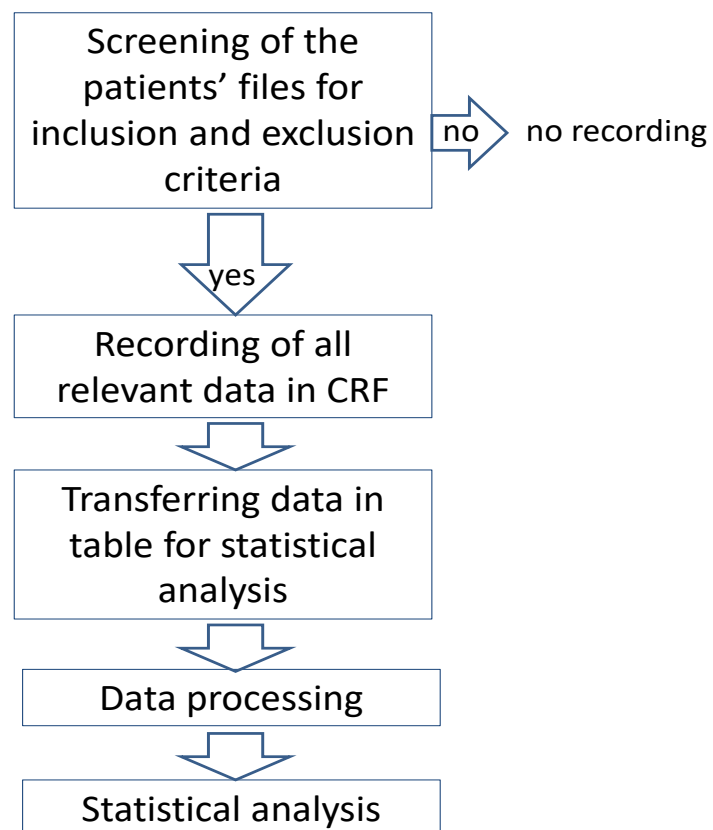 Screening of the
patients’ files for
inclusion and exclusion
criteria
no
no recording
yes
Recording of all
relevant data in CRF
Transferring data in
table for statistical
analysis
Data processing
Statistical analysis